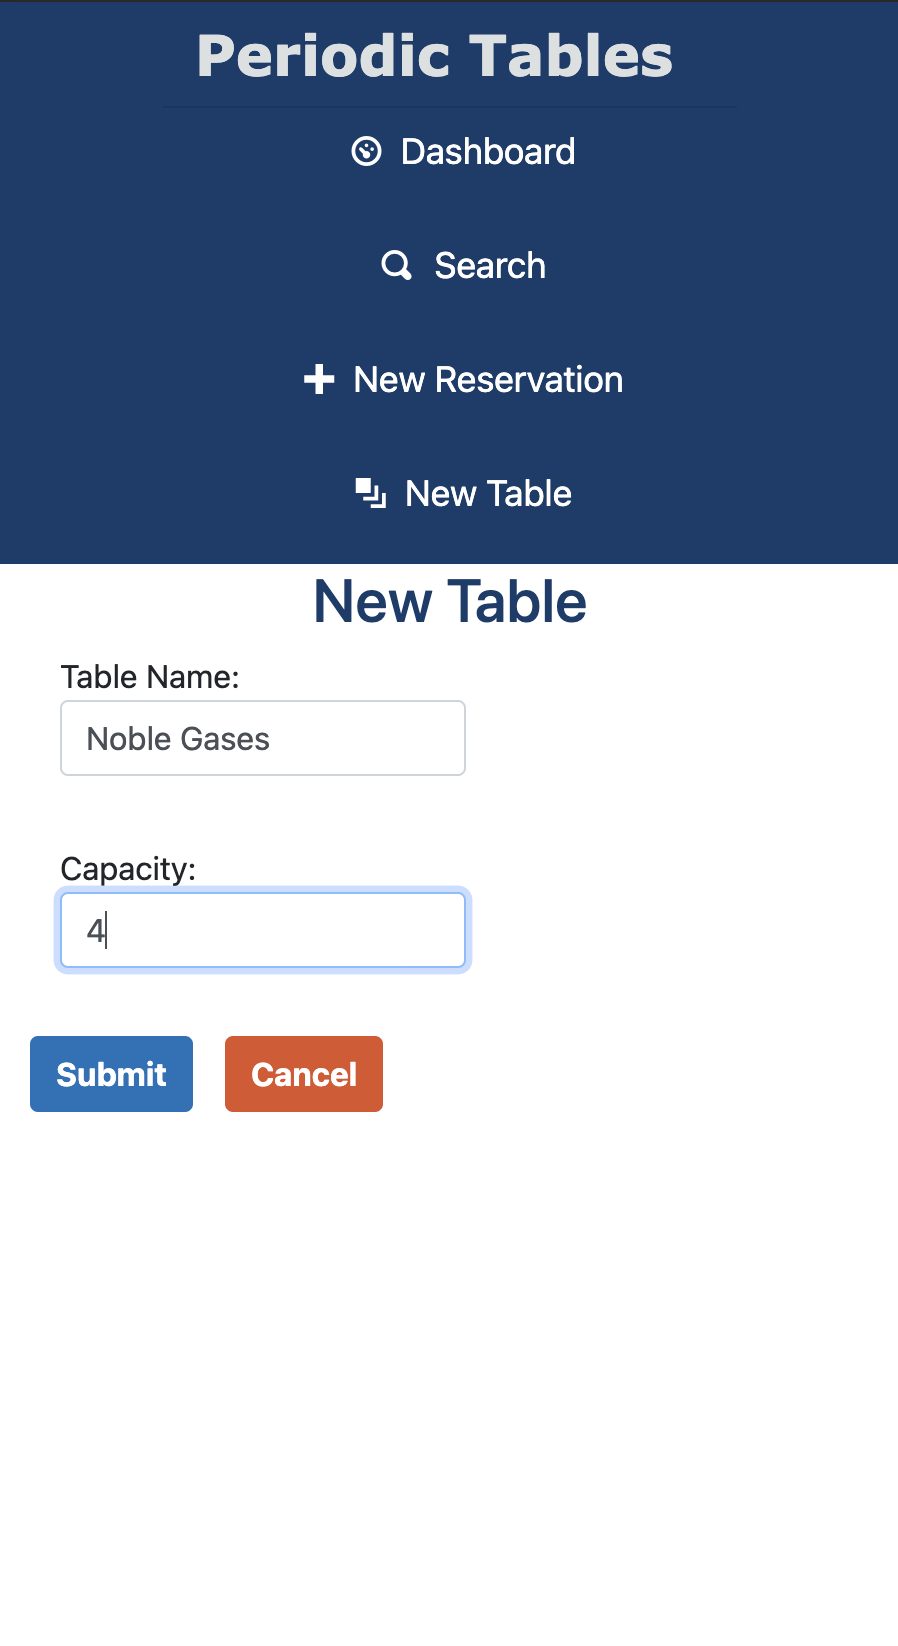 Periodic Tables
Dashboard
Search
New Reservation
New Table
New Table
Table Name:
Noble Gases
Capacity:
4
Submit Cancel